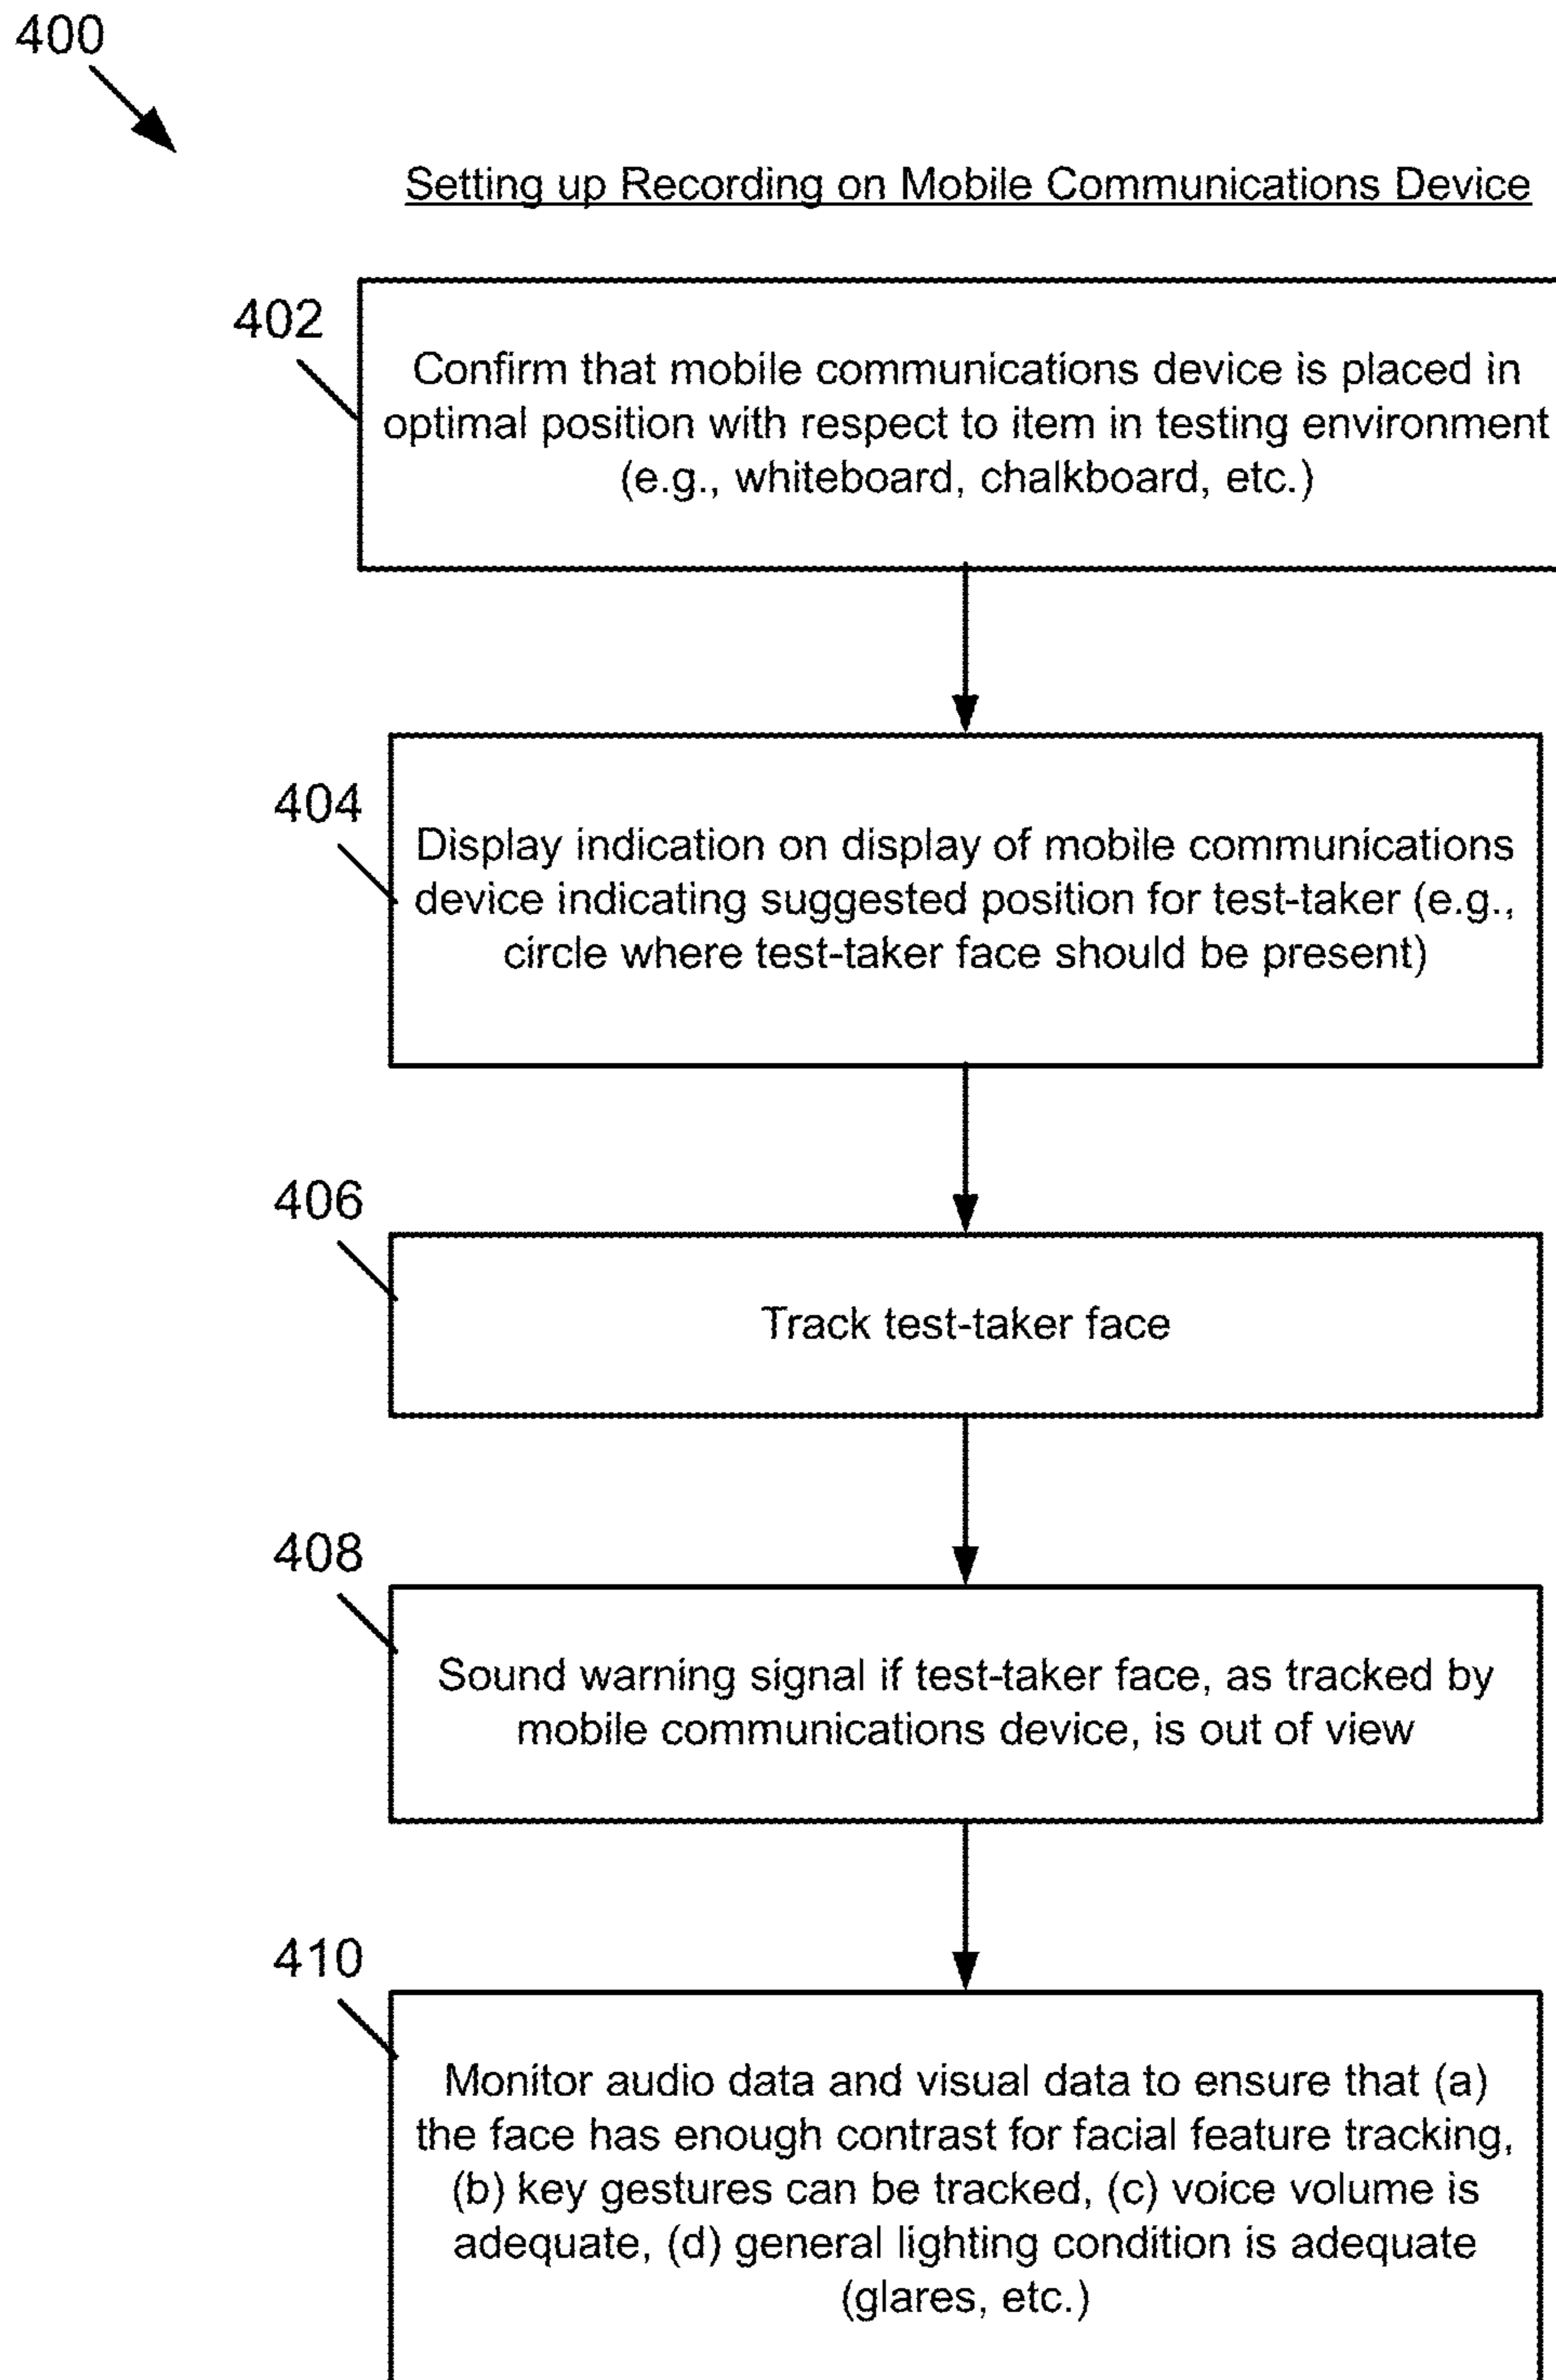 400
Setting up Recording on Mobile Communications Device
402
Confirm that mobile communications device is placed in
optimal position with respect to item in testing environment
(e.g., whiteboard, chalkboard, etc.)
404
Display indication on display of mobile communications
device indicating suggested position for test-taker (e.g.,
circle where test-taker face should be present)
406
Track test-taker face
408
Sound warning signal if test-taker face, as tracked by
mobile communications device, is out of view
410
Monitor audio data and visual data to ensure that (a)
the face has enough contrast for facial feature tracking,
(b) key gestures can be tracked, (c) voice volume is
adequate, (d) general lighting condition is adequate
(glares, etc.)